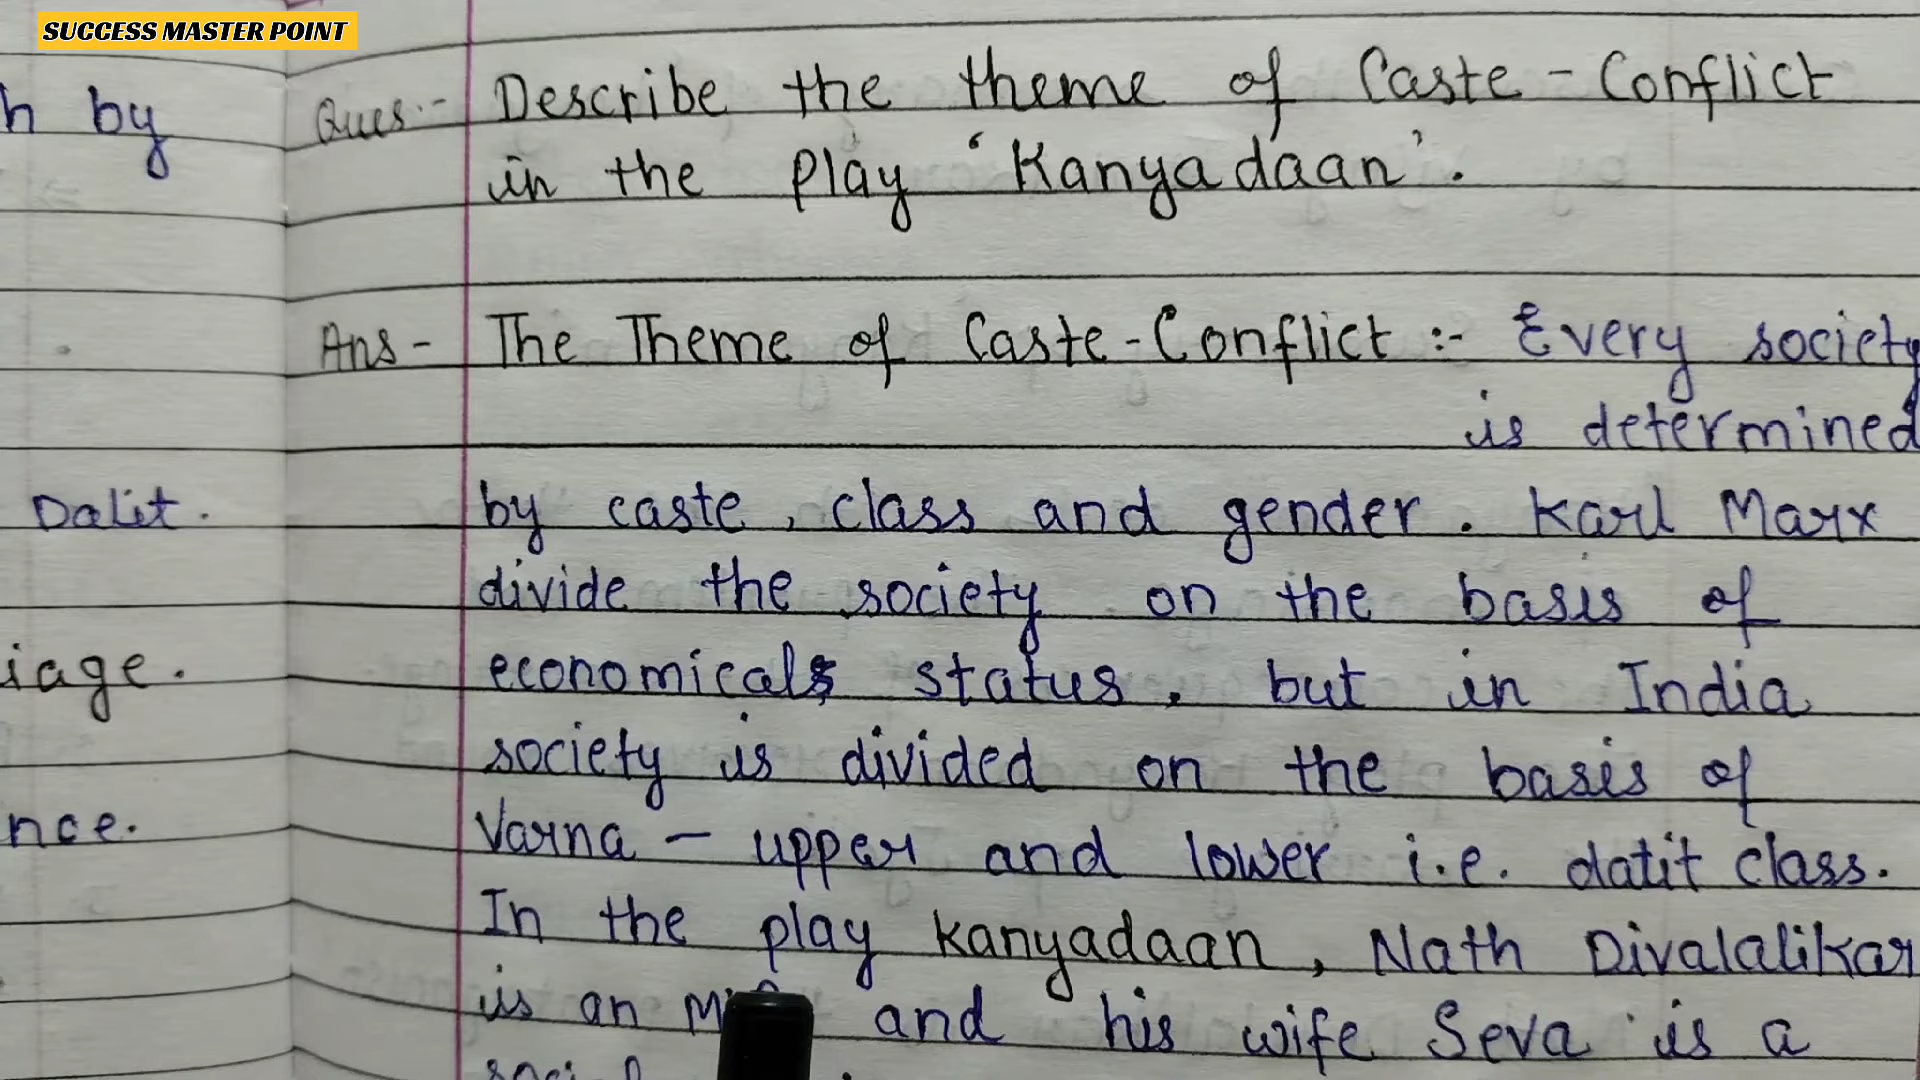 SUCCESS MASTER POINT
h by
Dalit.
iage.
nce.
Ques:- Describe the theme of Caste-Conflict
in the play 'Kanyadaan'.
Ans- The Theme of Caste-Conflict :- Every society
is determined
by caste, class and gender. Karl Marx
divide the society on the basis of
economicals status, but in India
society is divided on the basis of
Varna - upper and lower i.e. datit class.
In the play kanyadaan, Nath Divalalikar
is an and his wife Seva is a